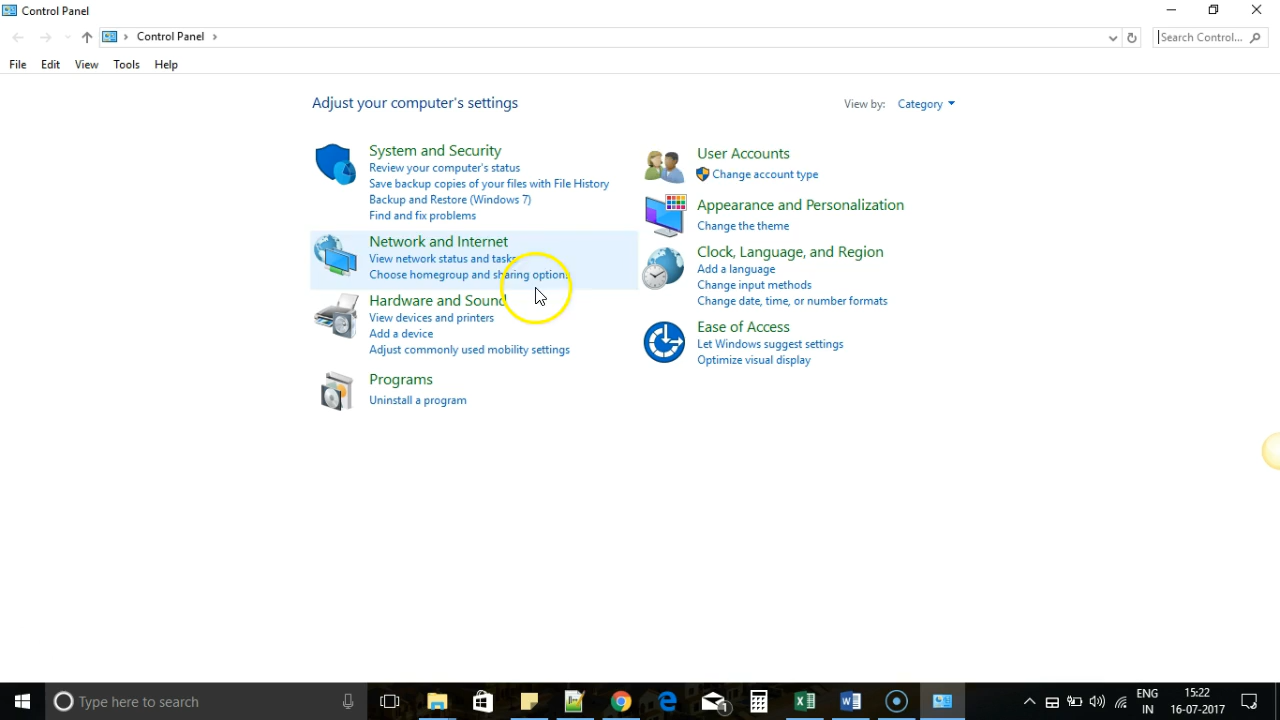 Control Panel
Control Panel
Search Control...
File Edit View Tools Help
Adjust your computer's settings
View by: Category
System and Security
Review your computer's status
Save backup copies of your files with File History
Backup and Restore (Windows 7)
Find and fix problems
Network and Internet
View network status and tasks
Choose homegroup and sharing options
Hardware and Sound
View devices and printers
Add a device
Adjust commonly used mobility settings
Programs
Uninstall a program
User Accounts
Change account type
Appearance and Personalization
Change the theme
Clock, Language, and Region
Add a language
Change input methods
Change date, time, or number formats
Ease of Access
Let Windows suggest settings
Optimize visual display
Type here to search
1
ENG
IN
15:22
16-07-2017